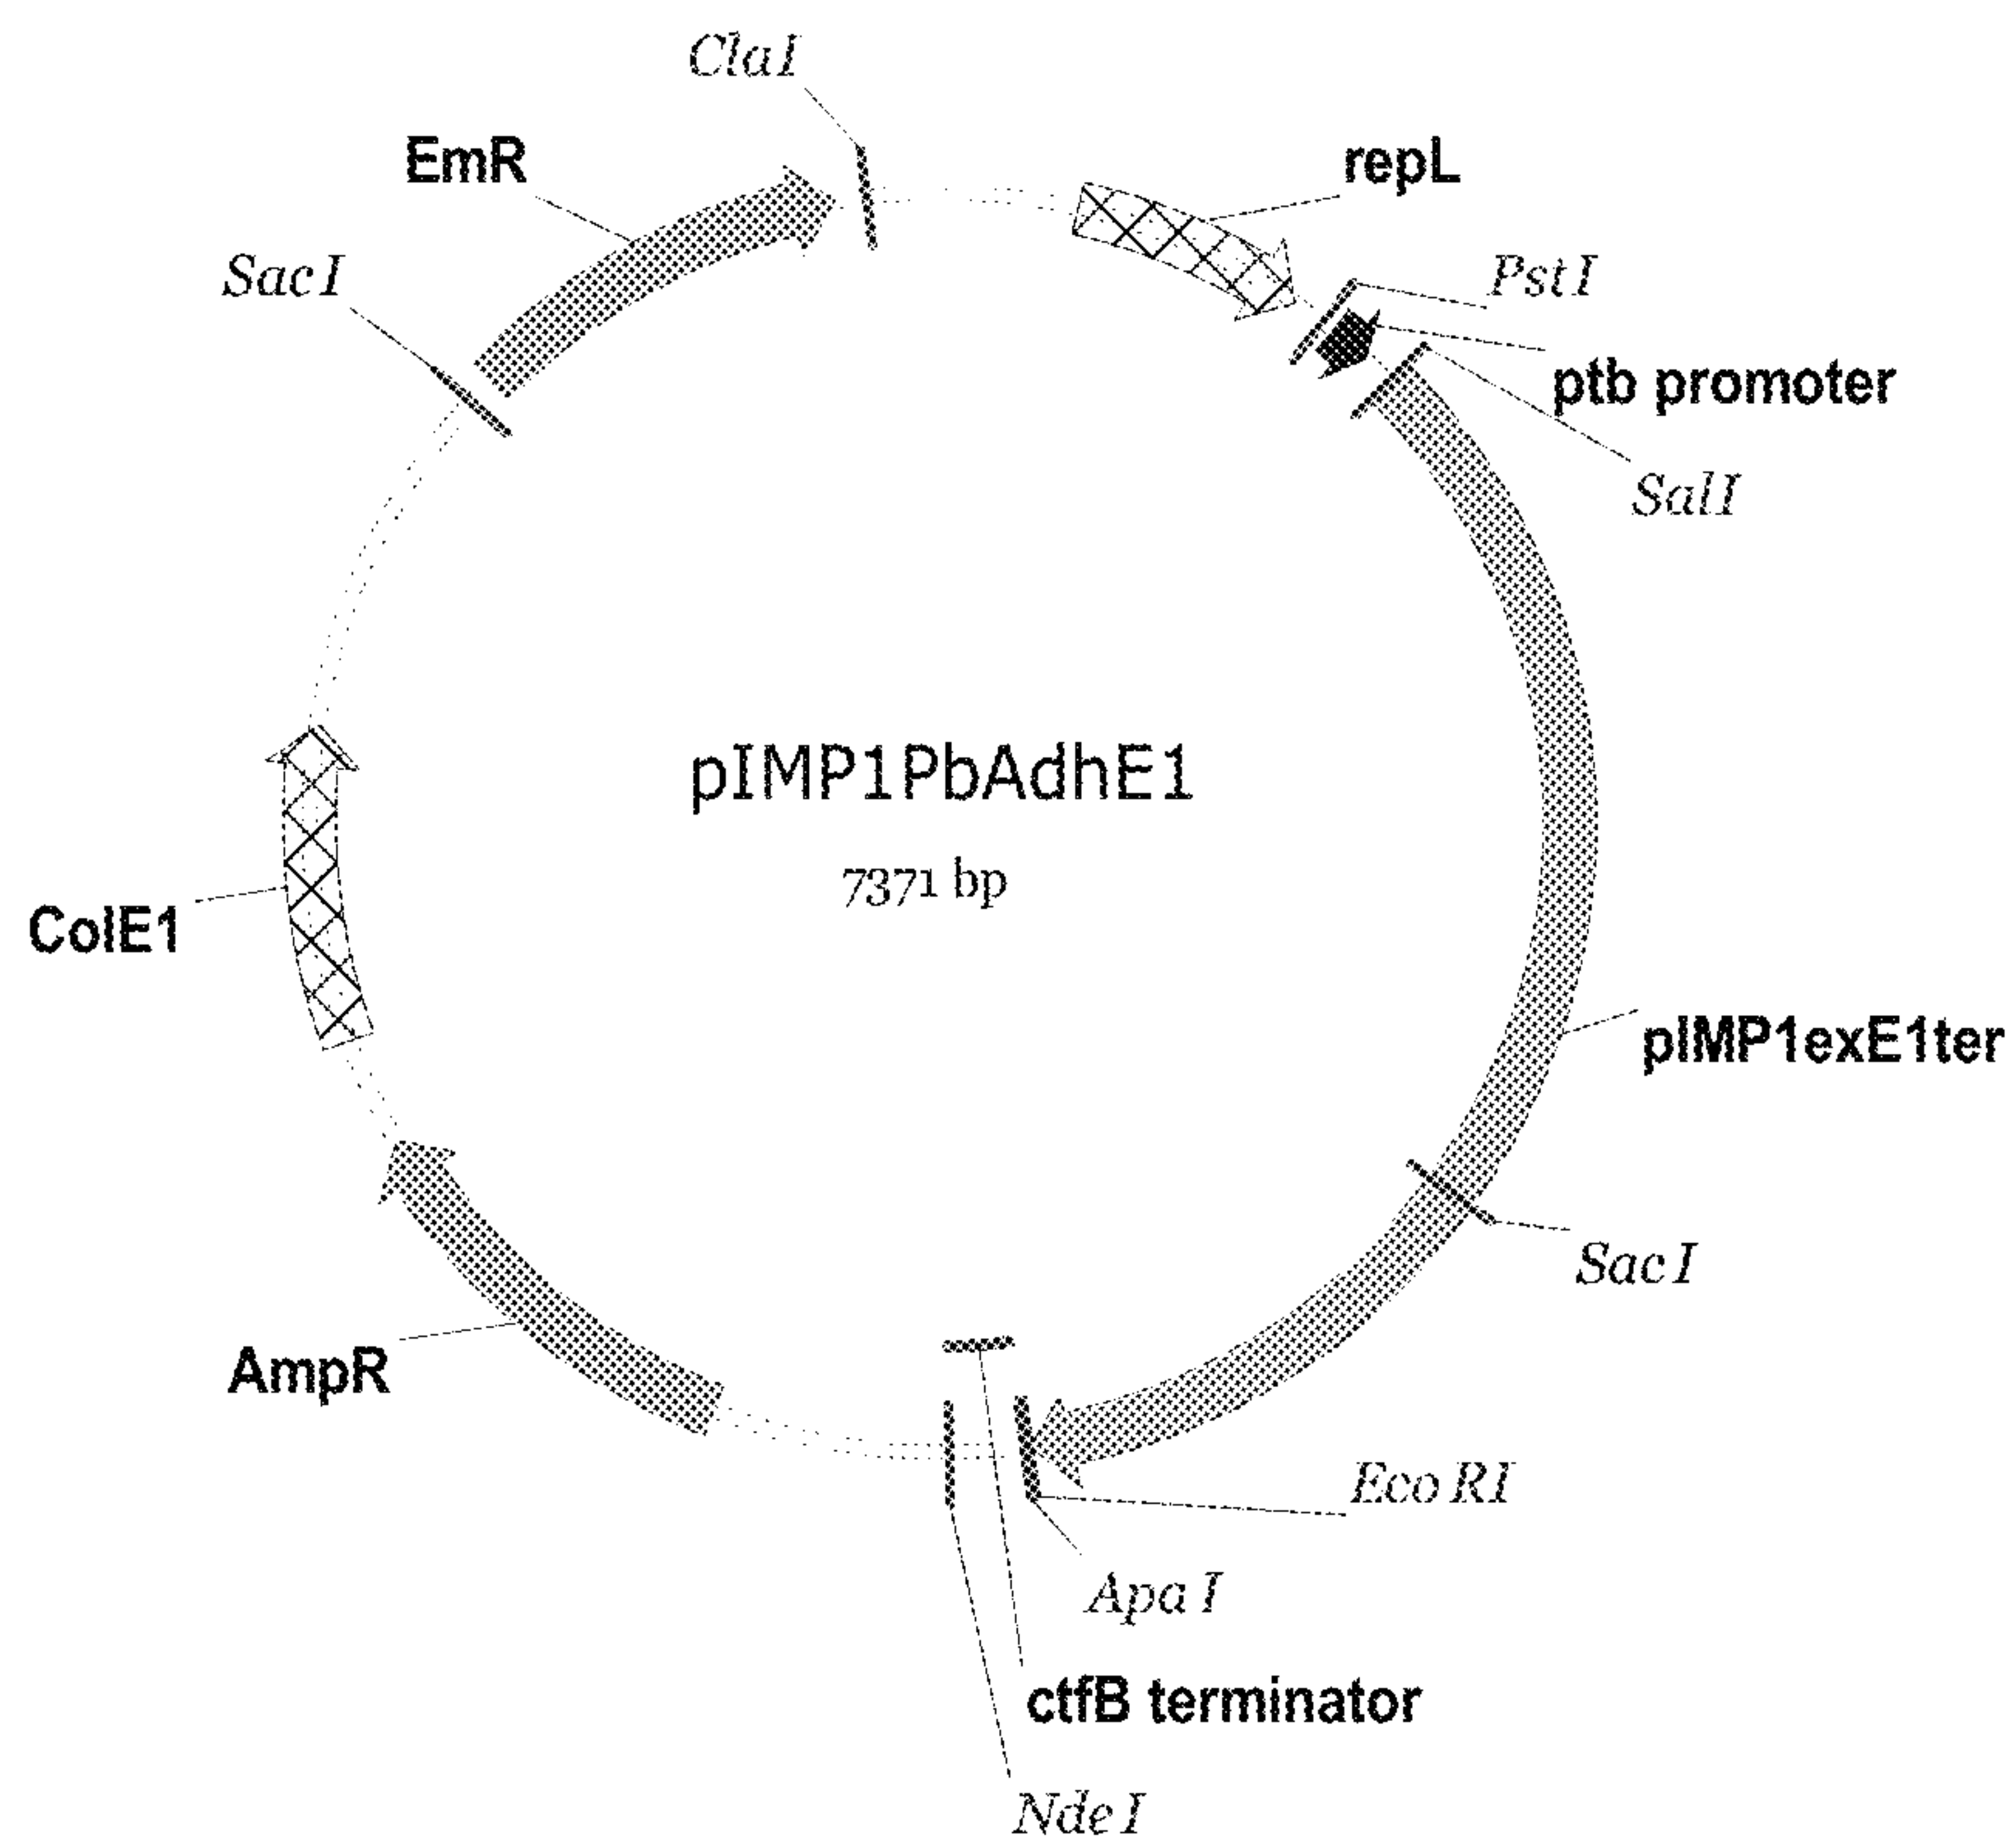 ClaI
EmR
repL
SacI
PstI
ptb promoter
SalI
pIMP1PbAdhE1
7371 bp
ColE1
pIMP1exE1ter
SacI
AmpR
EcoRI
ApaI
ctfB terminator
NdeI